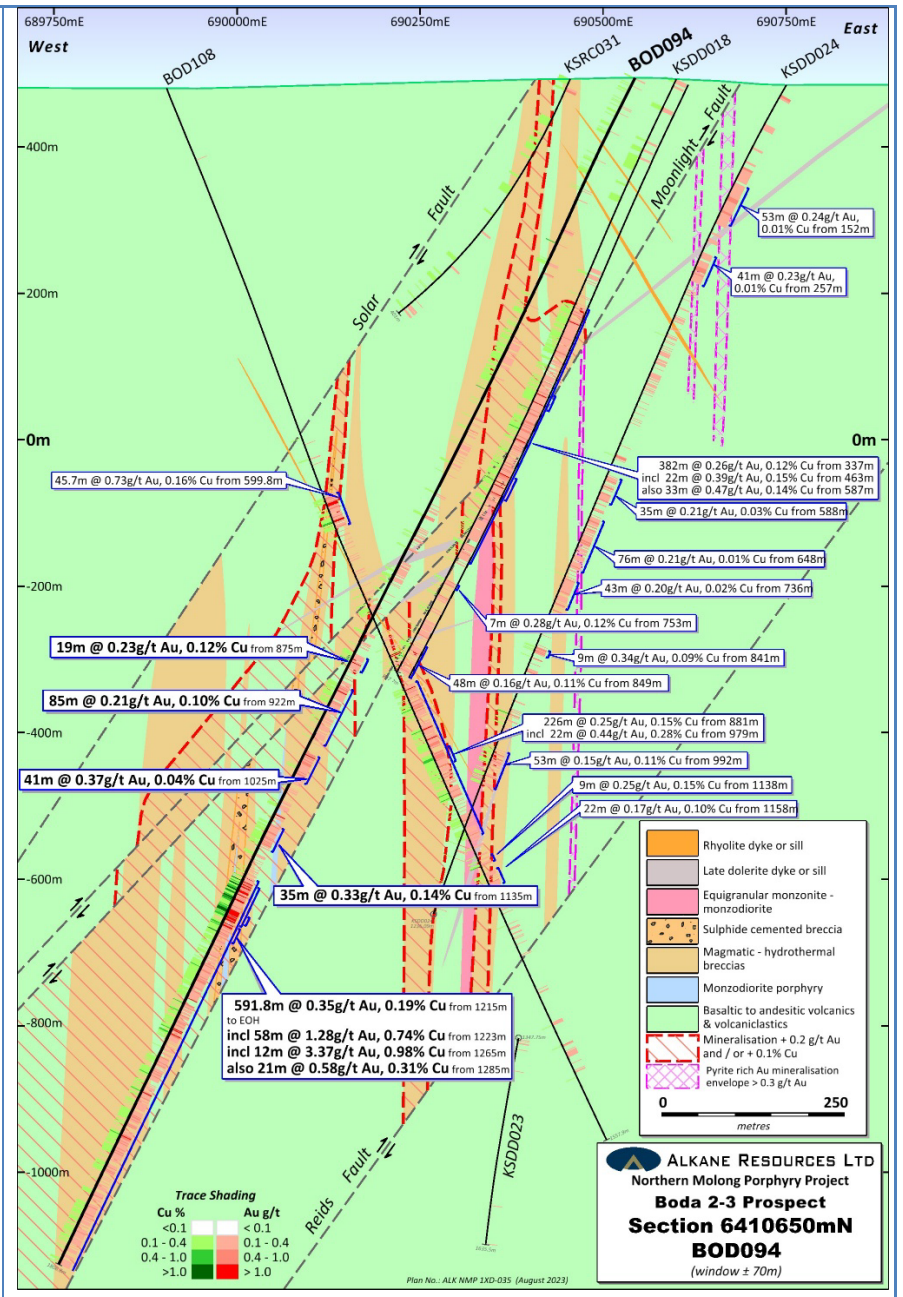 689750mE
690000mE
690250mE
690500mE
690750mE
West
East
BOD108
KSRC031
BOD094
KSDD018
KSDD024
Solar
Fault
Moonlight
Fault
400m
200m
0m
0m
-200m
-400m
-600m
-800m
-1000m
53m @ 0.24g/t Au,
0.01% Cu from 152m
41m @ 0.23g/t Au,
0.01% Cu from 257m
45.7m @ 0.73g/t Au, 0.16% Cu from 599.8m
382m @ 0.26g/t Au, 0.12% Cu from 337m
incl 22m @ 0.39g/t Au, 0.15% Cu from 463m
also 33m @ 0.47g/t Au, 0.14% Cu from 587m
35m @ 0.21g/t Au, 0.03% Cu from 588m
76m @ 0.21g/t Au, 0.01% Cu from 648m
43m @ 0.20g/t Au, 0.02% Cu from 736m
7m @ 0.28g/t Au, 0.12% Cu from 753m
19m @ 0.23g/t Au, 0.12% Cu from 875m
9m @ 0.34g/t Au, 0.09% Cu from 841m
48m @ 0.16g/t Au, 0.11% Cu from 849m
85m @ 0.21g/t Au, 0.10% Cu from 922m
226m @ 0.25g/t Au, 0.15% Cu from 881m
incl 22m @ 0.44g/t Au, 0.28% Cu from 979m
53m @ 0.15g/t Au, 0.11% Cu from 992m
41m @ 0.37g/t Au, 0.04% Cu from 1025m
9m @ 0.25g/t Au, 0.15% Cu from 1138m
22m @ 0.17g/t Au, 0.10% Cu from 1158m
35m @ 0.33g/t Au, 0.14% Cu from 1135m
591.8m @ 0.35g/t Au, 0.19% Cu from 1215m
to EOH
incl 58m @ 1.28g/t Au, 0.74% Cu from 1223m
incl 12m @ 3.37g/t Au, 0.98% Cu from 1265m
also 21m @ 0.58g/t Au, 0.31% Cu from 1285m
KSDD023
Reids Fault
Rhyolite dyke or sill
Late dolerite dyke or sill
Equigranular monzonite -
monzodiorite
Sulphide cemented breccia
Magmatic - hydrothermal
breccias
Monzodiorite porphyry
Basaltic to andesitic volcanics
& volcaniclastics
Mineralisation + 0.2 g/t Au
and / or + 0.1% Cu
Pyrite rich Au mineralisation
envelope > 0.3 g/t Au
0 250
metres
Trace Shading
Cu % Au g/t
<0.1 < 0.1
0.1 - 0.4 0.1 - 0.4
0.4 - 1.0 0.4 - 1.0
>1.0 > 1.0
ALKANE RESOURCES LTD
Northern Molong Porphyry Project
Boda 2-3 Prospect
Section 6410650mN
BOD094
(window ± 70m)
Plan No.: ALK NMP 1XD-035 (August 2023)